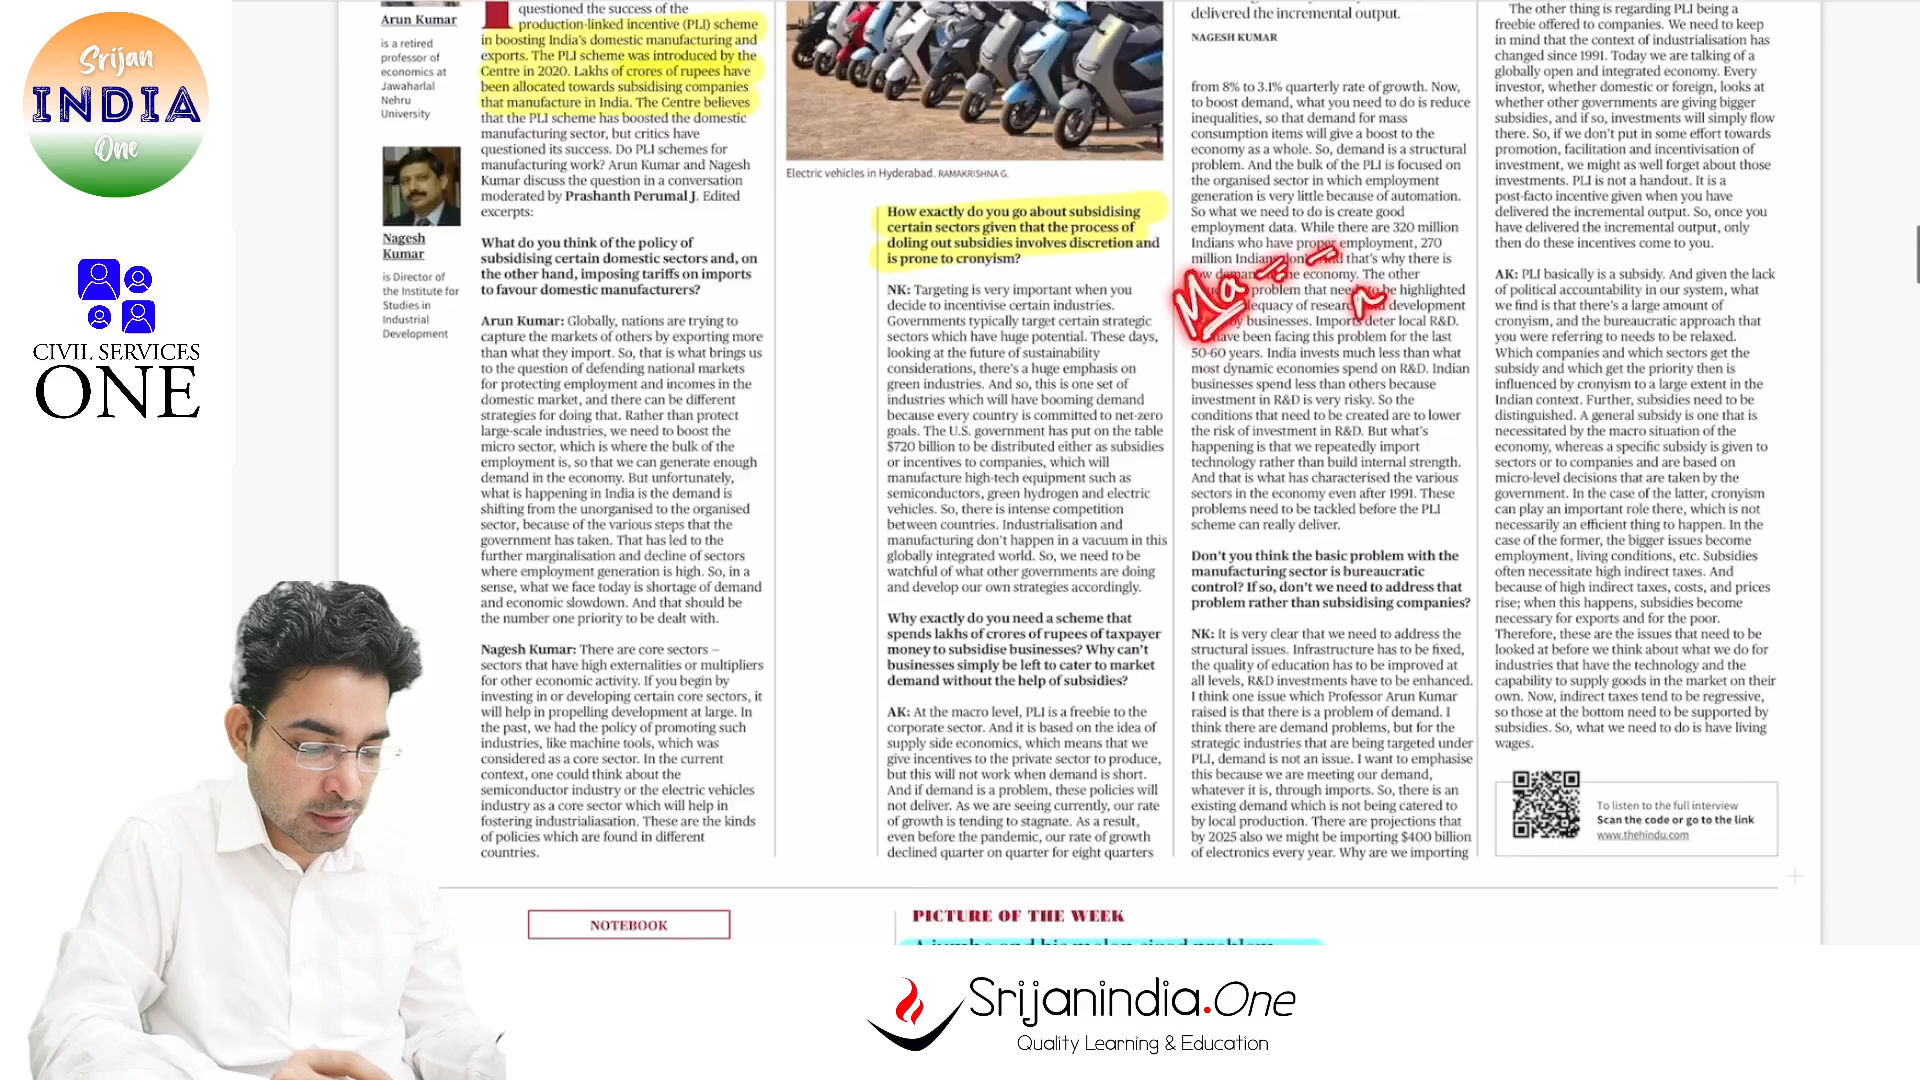 Srijan
INDIA
One
CIVIL SERVICES
ONE
Arun Kumar
is a retired
professor of
economics at
Jawaharlal
Nehru
University
Nagesh
Kumar
is Director of
the Institute for
Studies in
Industrial
Development
questioned the success of the
production-linked incentive (PLI) scheme
in boosting India's domestic manufacturing and
exports. The PLI scheme was introduced by the
Centre in 2020. Lakhs of crores of rupees have
been allocated towards subsidising companies
that manufacture in India. The Centre believes
that the PLI scheme has boosted the domestic
manufacturing sector, but critics have
questioned its success. Do PLI schemes for
manufacturing work? Arun Kumar and Nagesh
Kumar discuss the question in a conversation
moderated by Prashanth Perumal J. Edited
excerpts:
What do you think of the policy of
subsidising certain domestic sectors and, on
the other hand, imposing tariffs on imports
to favour domestic manufacturers?
Arun Kumar: Globally, nations are trying to
capture the markets of others by exporting more
than what they import. So, that is what brings us
to the question of defending national markets
for protecting employment and incomes in the
domestic market, and there can be different
strategies for doing that. Rather than protect
large-scale industries, we need to boost the
micro sector, which is where the bulk of the
employment is, so that we can generate enough
demand in the economy. But unfortunately,
what is happening in India is the demand is
shifting from the unorganised to the organised
sector, because of the various steps that the
government has taken. That has led to the
further marginalisation and decline of sectors
where employment generation is high. So, in a
sense, what we face today is shortage of demand
and economic slowdown. And that should be
the number one priority to be dealt with.
Nagesh Kumar: There are core sectors –
sectors that have high externalities or multipliers
for other economic activity. If you begin by
investing in or developing certain core sectors, it
will help in propelling development at large. In
the past, we had the policy of promoting such
industries, like machine tools, which was
considered as a core sector. In the current
context, one could think about the
semiconductor industry or the electric vehicles
industry as a core sector which will help in
fostering industrialiasation. These are the kinds
of policies which are found in different
countries.
Electric vehicles in Hyderabad. RAMAKRISHNA G.
How exactly do you go about subsidising
certain sectors given that the process of
doling out subsidies involves discretion and
is prone to cronyism?
NK: Targeting is very important when you
decide to incentivise certain industries.
Governments typically target certain strategic
sectors which have huge potential. These days,
looking at the future of sustainability
considerations, there's a huge emphasis on
green industries. And so, this is one set of
industries which will have booming demand
because every country is committed to net-zero
goals. The U.S. government has put on the table
$720 billion to be distributed either as subsidies
or incentives to companies, which will
manufacture high-tech equipment such as
semiconductors, green hydrogen and electric
vehicles. So, there is intense competition
between countries. Industrialisation and
manufacturing don't happen in a vacuum in this
globally integrated world. So, we need to be
watchful of what other governments are doing
and develop our own strategies accordingly.
Why exactly do you need a scheme that
spends lakhs of crores of rupees of taxpayer
money to subsidise businesses? Why can't
businesses simply be left to cater to market
demand without the help of subsidies?
AK: At the macro level, PLI is a freebie to the
corporate sector. And it is based on the idea of
supply side economics, which means that we
give incentives to the private sector to produce,
but this will not work when demand is short.
And if demand is a problem, these policies will
not deliver. As we are seeing currently, our rate
of growth is tending to stagnate. As a result,
even before the pandemic, our rate of growth
declined quarter on quarter for eight quarters
delivered the incremental output.
NAGESH KUMAR
from 8% to 3.1% quarterly rate of growth. Now,
to boost demand, what you need to do is reduce
inequalities, so that demand for mass
consumption items will give a boost to the
economy as a whole. So, demand is a structural
problem. And the bulk of the PLI is focused on
the organised sector in which employment
generation is very little because of automation.
So what we need to do is create good
employment data. While there are 320 million
Indians who have proper employment, 270
million Indians that's why there is
economy. The other
problem that need to be highlighted
of research development
by businesses. Imports deter local R&D.
have been facing this problem for the last
50-60 years. India invests much less than what
most dynamic economies spend on R&D. Indian
businesses spend less than others because
investment in R&D is very risky. So the
conditions that need to be created are to lower
the risk of investment in R&D. But what's
happening is that we repeatedly import
technology rather than build internal strength.
And that is what has characterised the various
sectors in the economy even after 1991. These
problems need to be tackled before the PLI
scheme can really deliver.
Don't you think the basic problem with the
manufacturing sector is bureaucratic
control? If so, don't we need to address that
problem rather than subsidising companies?
NK: It is very clear that we need to address the
structural issues. Infrastructure has to be fixed,
the quality of education has to be improved at
all levels, R&D investments have to be enhanced.
I think one issue which Professor Arun Kumar
raised is that there is a problem of demand. I
think there are demand problems, but for the
strategic industries that are being targeted under
PLI, demand is not an issue. I want to emphasise
this because we are meeting our demand,
whatever it is, through imports. So, there is an
existing demand which is not being catered to
by local production. There are projections that
by 2025 also we might be importing $400 billion
of electronics every year. Why are we importing
The other thing is regarding PLI being a
freebie offered to companies. We need to keep
in mind that the context of industrialisation has
changed since 1991. Today we are talking of a
globally open and integrated economy. Every
investor, whether domestic or foreign, looks at
whether other governments are giving bigger
subsidies, and if so, investments will simply flow
there. So, if we don't put in some effort towards
promotion, facilitation and incentivisation of
investment, we might as well forget about those
investments. PLI is not a handout. It is a
post-facto incentive given when you have
delivered the incremental output. So, once you
have delivered the incremental output, only
then do these incentives come to you.
AK: PLI basically is a subsidy. And given the lack
of political accountability in our system, what
we find is that there's a large amount of
cronyism, and the bureaucratic approach that
you were referring to needs to be relaxed.
Which companies and which sectors get the
subsidy and which get the priority then is
influenced by cronyism to a large extent in the
Indian context. Further, subsidies need to be
distinguished. A general subsidy is one that is
necessitated by the macro situation of the
economy, whereas a specific subsidy is given to
sectors or to companies and are based on
micro-level decisions that are taken by the
government. In the case of the latter, cronyism
can play an important role there, which is not
necessarily an efficient thing to happen. In the
case of the former, the bigger issues become
employment, living conditions, etc. Subsidies
often necessitate high indirect taxes. And
because of high indirect taxes, costs, and prices
rise; when this happens, subsidies become
necessary for exports and for the poor.
Therefore, these are the issues that need to be
looked at before we think about what we do for
industries that have the technology and the
capability to supply goods in the market on their
own. Now, indirect taxes tend to be regressive,
so those at the bottom need to be supported by
subsidies. So, what we need to do is have living
wages.
To listen to the full interview
Scan the code or go to the link
www.thehindu.com
NOTEBOOK
PICTURE OF THE WEEK
Srijanindia.One
Quality Learning & Education